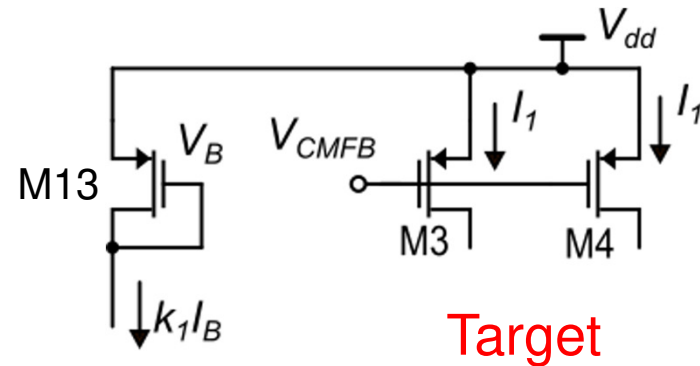 V_dd
I_1
I_1
V_B
V_CMFB
M13
M3
M4
k_1I_B
Target